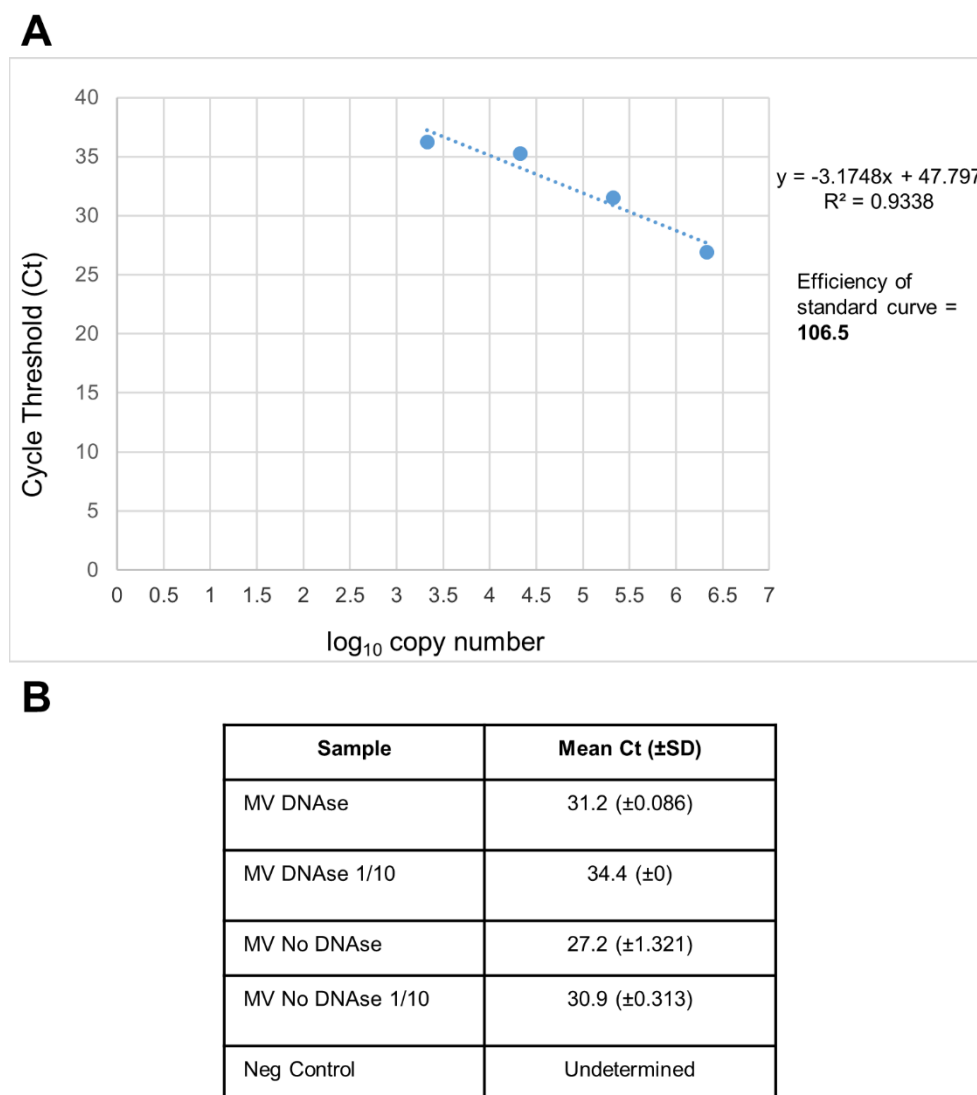 A
40
35
30
25
20
15
10
5
0
Cycle Threshold (Ct)
0 0.5 1 1.5 2 2.5 3 3.5 4 4.5 5 5.5 6 6.5 7
log₁₀ copy number
y = -3.1748x + 47.797
R² = 0.9338
Efficiency of
standard curve =
106.5
B
Sample Mean Ct (±SD)
MV DNAse 31.2 (±0.086)
MV DNAse 1/10 34.4 (±0)
MV No DNAse 27.2 (±1.321)
MV No DNAse 1/10 30.9 (±0.313)
Neg Control Undetermined